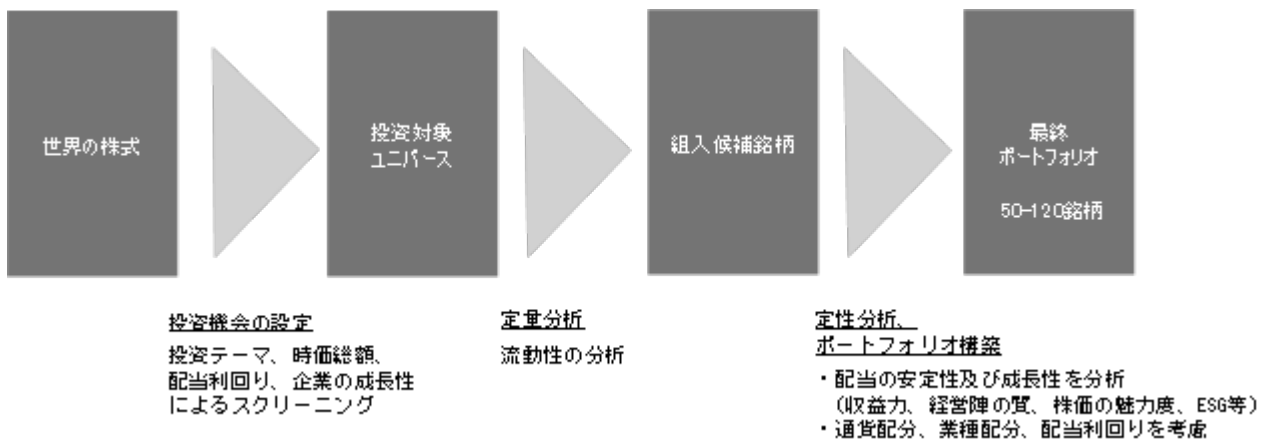 世界の株式
投資対象
ユニバース
組入候補銘柄
最終
ポートフォリオ
50-120銘柄
投資機会の設定
投資テーマ、時価総額、
配当利回り、企業の成長性
によるスクリーニング
定量分析
流動性の分析
定性分析、
ポートフォリオ構築
・配当の安定性及び成長性を分析
（収益力、経営陣の質、株価の魅力度、ESG等）
・通貨配分、業種配分、配当利回りを考慮